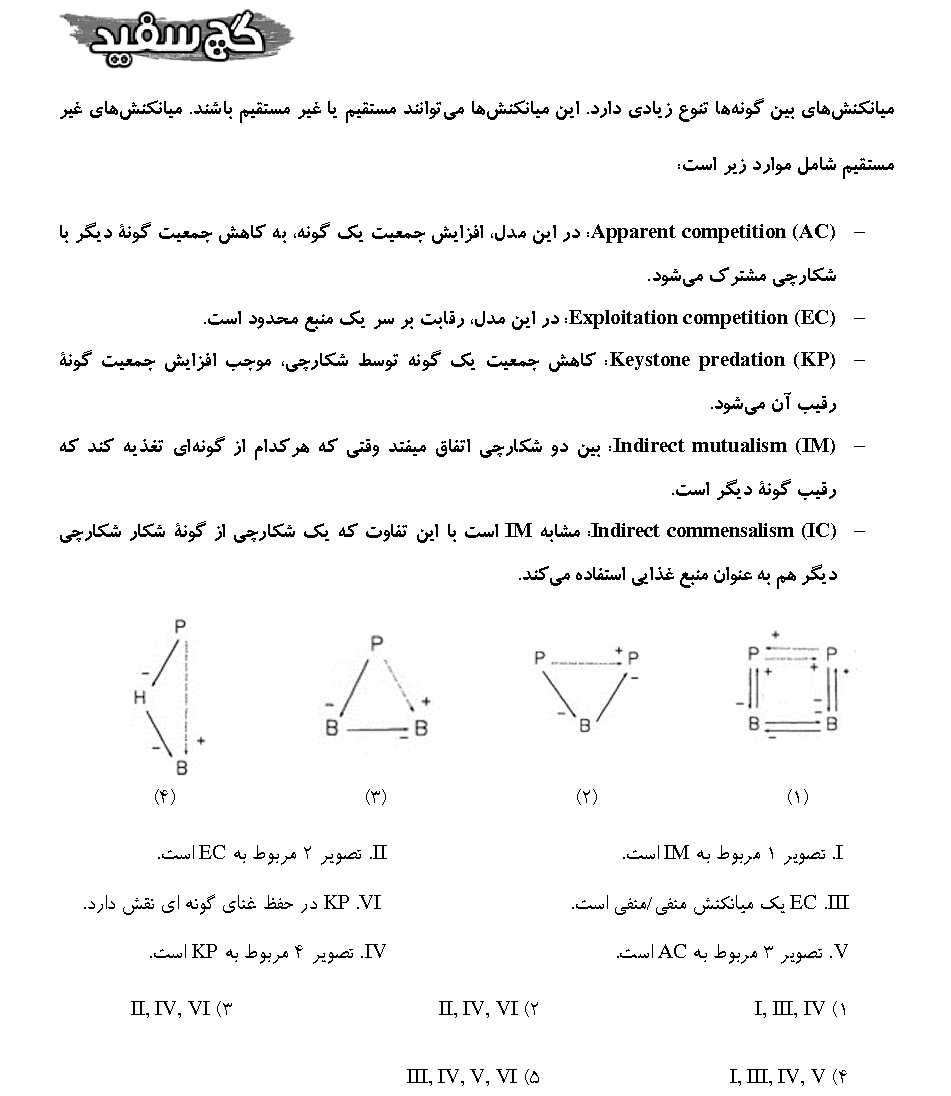 گچ سفید
میانکنش‌های بین گونه‌ها تنوع زیادی دارد. این میانکنش‌ها می‌توانند مستقیم یا غیر مستقیم باشند. میانکنش‌های غیر
مستقیم شامل موارد زیر است:
– Apparent competition (AC): در این مدل، افزایش جمعیت یک گونه، به کاهش جمعیت گونهٔ دیگر با
شکارچی مشترک می‌شود.
– Exploitation competition (EC): در این مدل، رقابت بر سر یک منبع محدود است.
– Keystone predation (KP): کاهش جمعیت یک گونه توسط شکارچی، موجب افزایش جمعیت گونهٔ
رقیب آن می‌شود.
– Indirect mutualism (IM): بین دو شکارچی اتفاق میفتد وقتی که هرکدام از گونه‌ای تغذیه کند که
رقیب گونهٔ دیگر است.
– Indirect commensalism (IC): مشابه IM است با این تفاوت که یک شکارچی از گونهٔ شکار شکارچی
دیگر هم به عنوان منبع غذایی استفاده می‌کند.
P + P + + P P
- + + - -
B - B
P + P
- -
B
P
- +
B - B
P
-
H
- +
B
(۱) (۲) (۳) (۴)
I. تصویر ۱ مربوط به IM است. II. تصویر ۲ مربوط به EC است.
III. EC یک میانکنش منفی/منفی است. VI. KP در حفظ غنای گونه ای نقش دارد.
V. تصویر ۳ مربوط به AC است. IV. تصویر ۴ مربوط به KP است.
۱) I, III, IV ۲) II, IV, VI ۳) II, IV, VI
۴) I, III, IV, V ۵) III, IV, V, VI